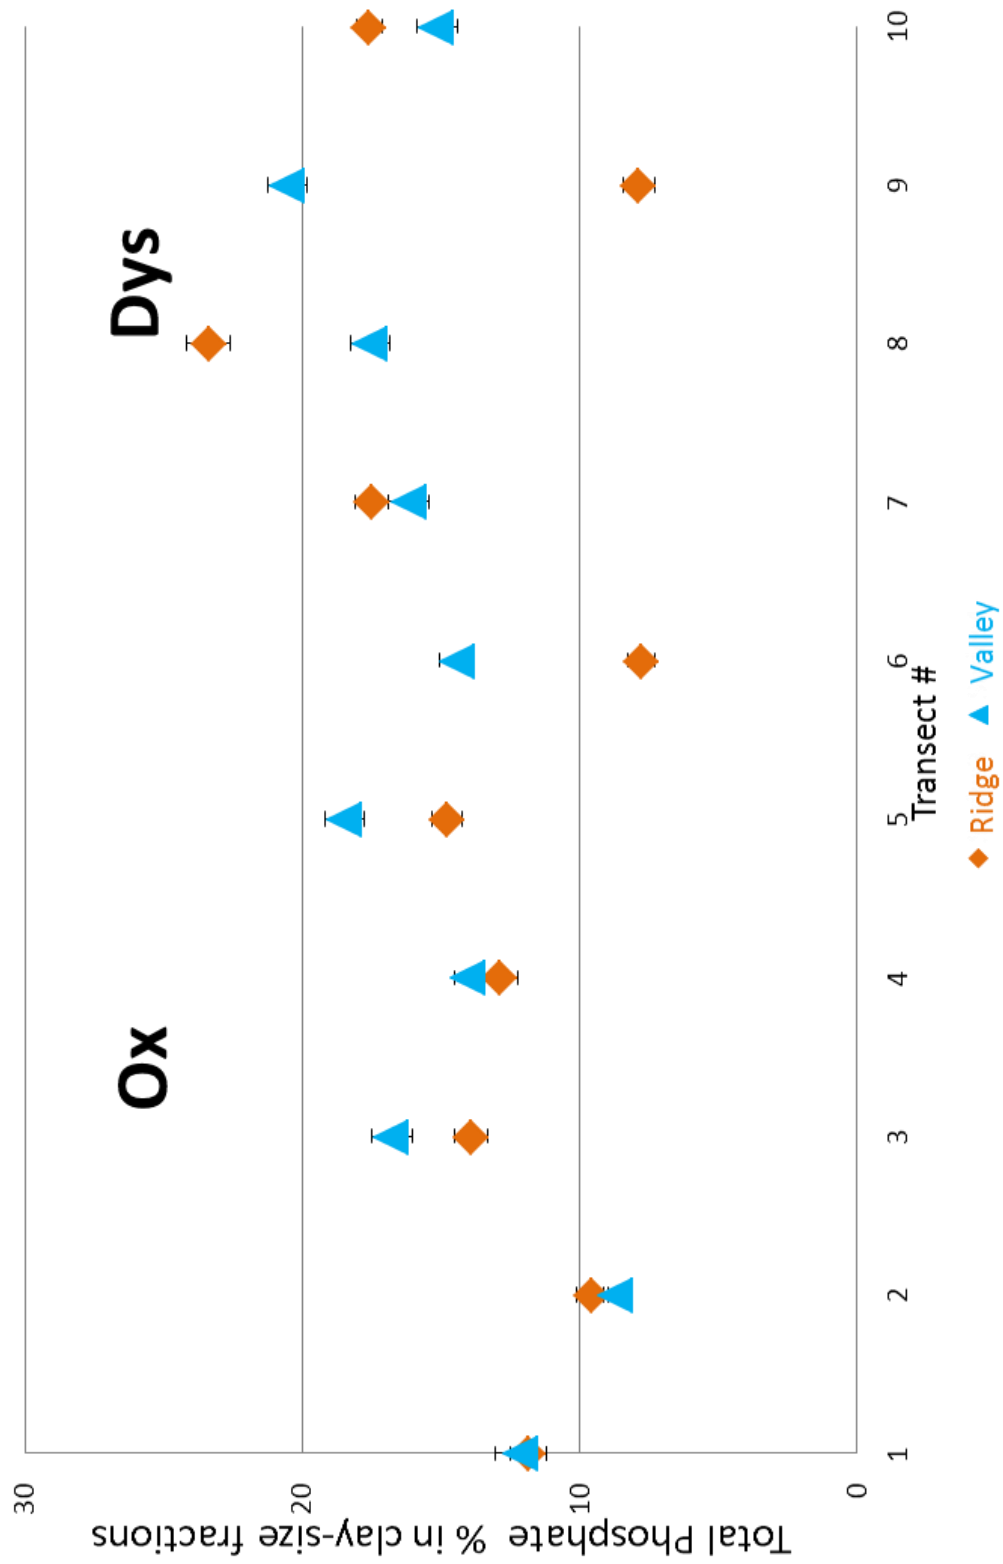 Ox
Dys
30
20
10
0
Total Phosphate % in clay-size fractions
1 2 3 4 5 6 7 8 9 10
Transect #
Ridge Valley